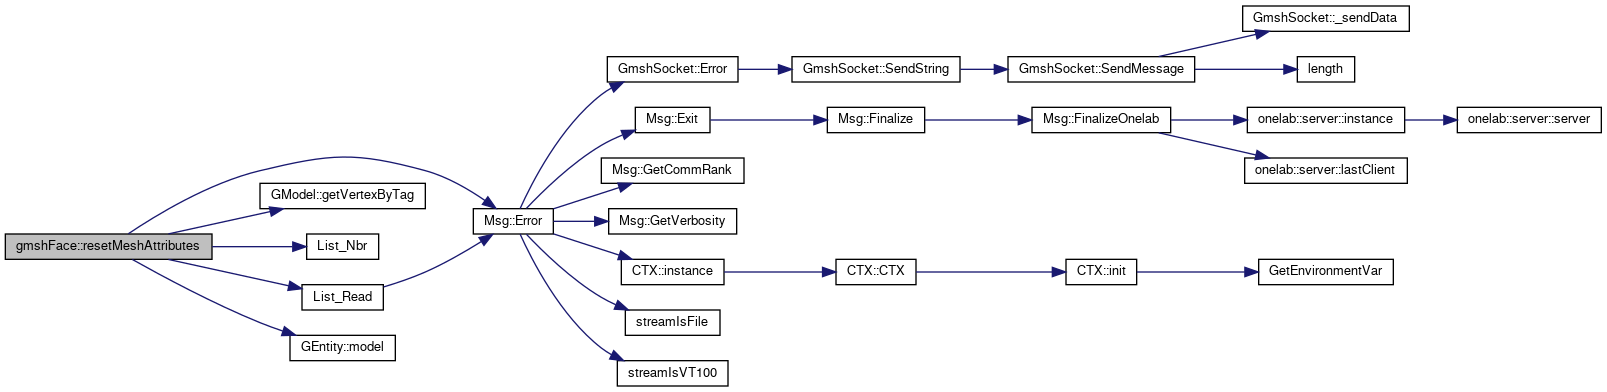 GmshSocket::_sendData
GmshSocket::Error
GmshSocket::SendString
GmshSocket::SendMessage
length
Msg::Exit
Msg::Finalize
Msg::FinalizeOnelab
onelab::server::instance
onelab::server::server
Msg::GetCommRank
onelab::server::lastClient
GModel::getVertexByTag
Msg::Error
Msg::GetVerbosity
gmshFace::resetMeshAttributes
List_Nbr
CTX::instance
CTX::CTX
CTX::init
GetEnvironmentVar
List_Read
streamIsFile
GEntity::model
streamIsVT100